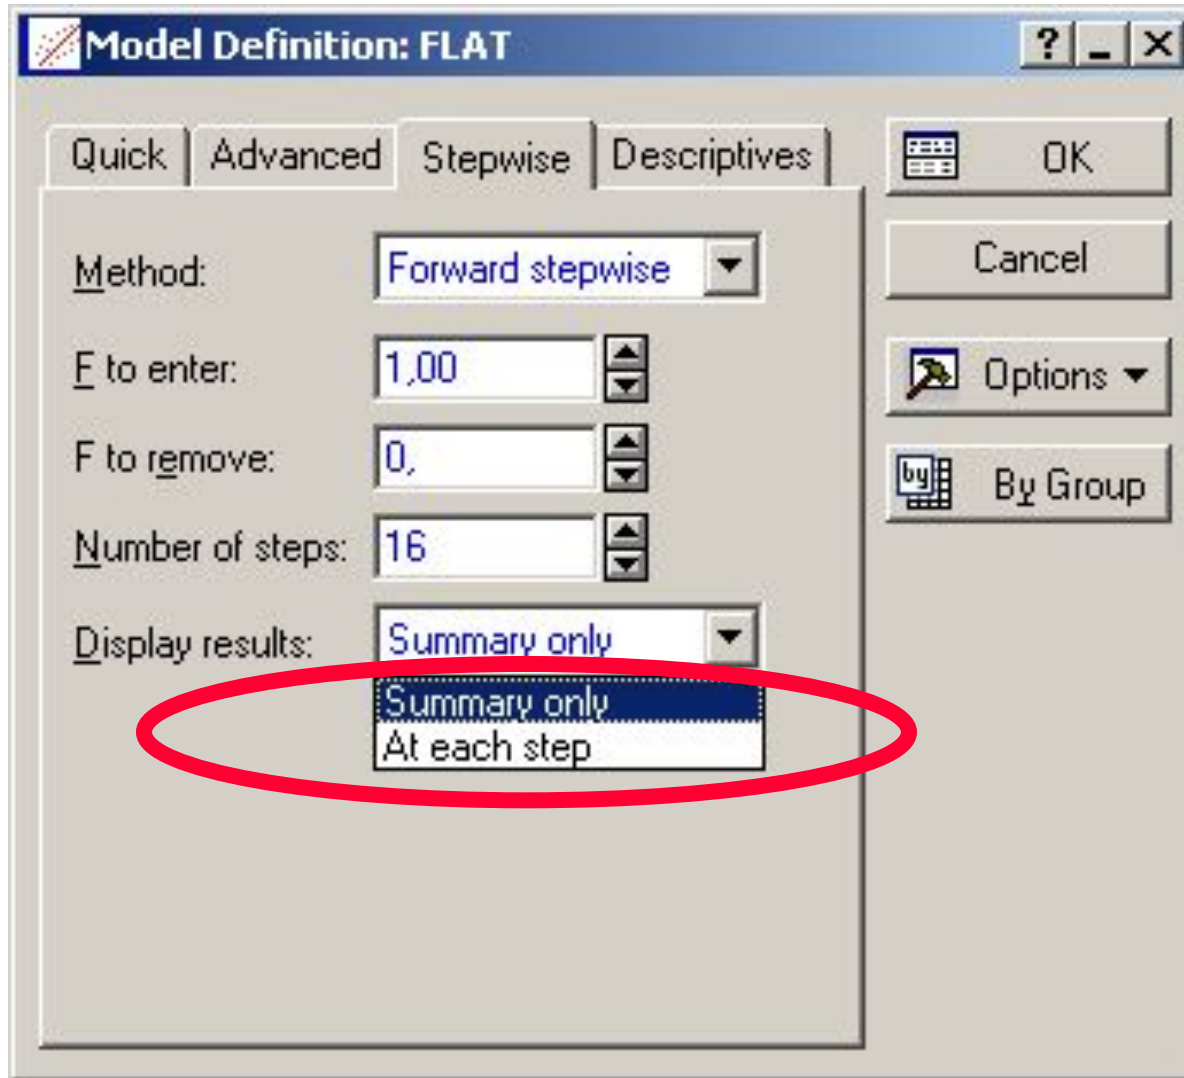 Model Definition: FLAT
Quick Advanced Stepwise Descriptives
OK
Cancel
Options
by By Group
Method: Forward stepwise
F to enter: 1,00
F to remove: 0,
Number of steps: 16
Display results: Summary only
Summary only
At each step